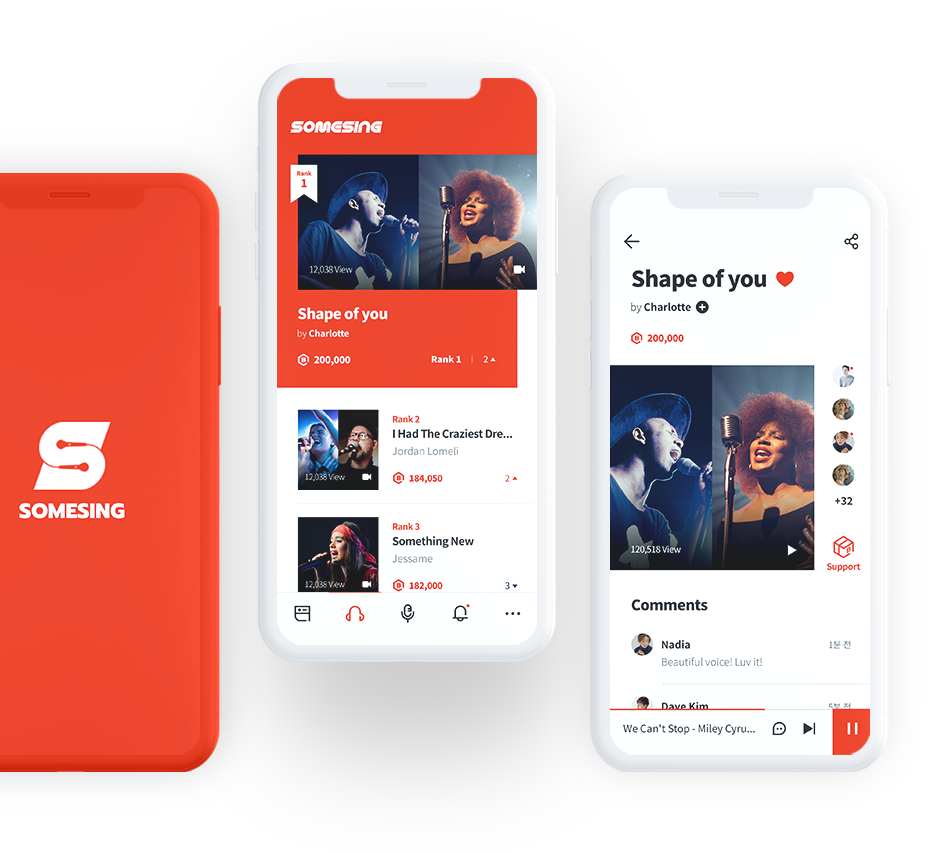 SOMESING
SOMESING
Rank
1
12,038 View
Shape of you
by Charlotte
200,000
Rank 1 | 2
Rank 2
I Had The Craziest Dre...
Jordan Lomeli
12,038 View
184,050
2
Rank 3
Something New
Jessame
12,038 View
182,000
3
Shape of you
by Charlotte
200,000
+32
120,518 View
Support
Comments
Nadia
1분 전
Beautiful voice! Luv it!
Dave Kim
5분 전
We Can't Stop - Miley Cyru...